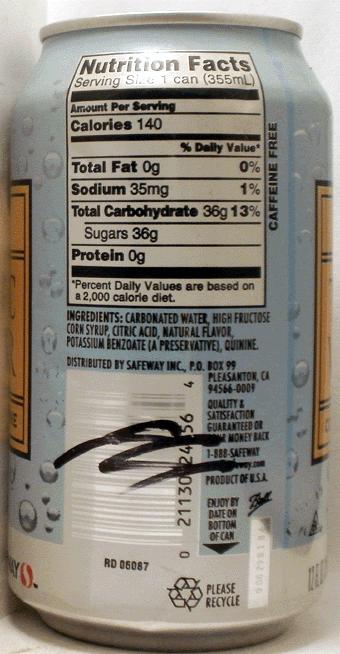 Nutrition Facts
Serving Size 1 can (355mL)
Amount Per Serving
Calories 140
% Daily Value*
Total Fat 0g 0%
Sodium 35mg 1%
Total Carbohydrate 36g 13%
Sugars 36g
Protein 0g
*Percent Daily Values are based on
a 2,000 calorie diet.
CAFFEINE FREE
INGREDIENTS: CARBONATED WATER, HIGH FRUCTOSE
CORN SYRUP, CITRIC ACID, NATURAL FLAVOR,
POTASSIUM BENZOATE (A PRESERVATIVE), QUININE.
DISTRIBUTED BY SAFEWAY INC., P.O. BOX 99
PLEASANTON, CA
94566-0009
QUALITY &
SATISFACTION
GUARANTEED OR
MONEY BACK
1-888-SAFEWAY
way.com
PRODUCT OF U.S.A.
ENJOY BY
DATE ON
BOTTOM
OF CAN
Ball
0 21130 24 56 4
RD 06087
PLEASE
RECYCLE